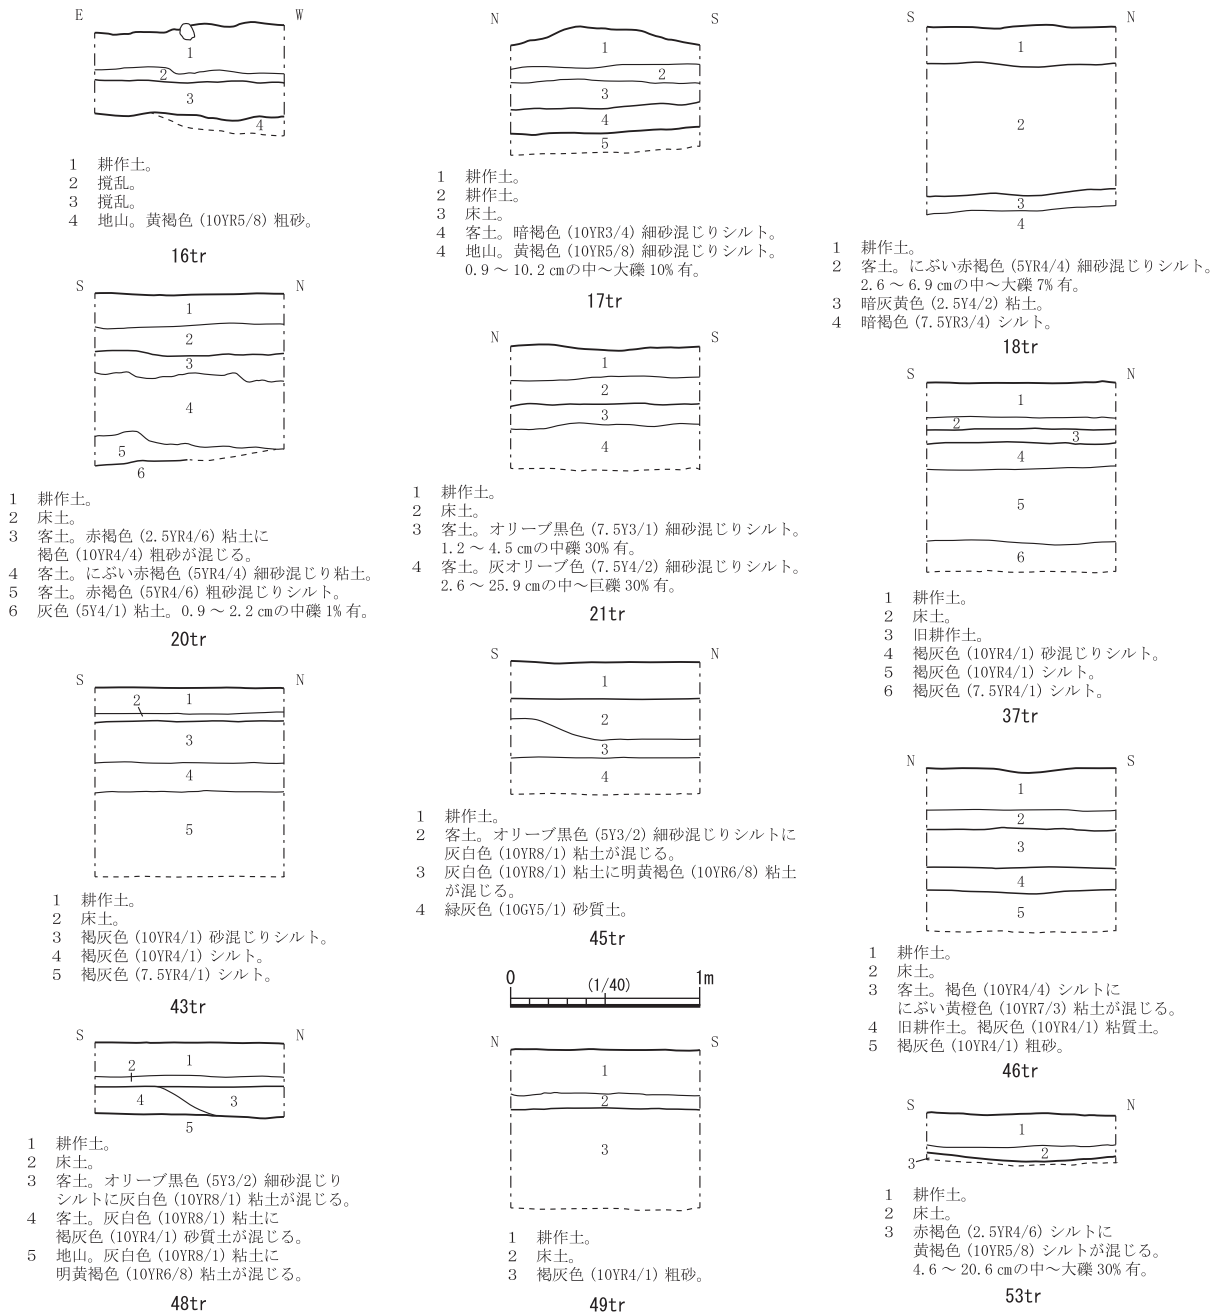 E W
1
2
3
4
1 耕作土。
2 撹乱。
3 撹乱。
4 地山。黄褐色 (10YR5/8) 粗砂。
16tr
S N
1
2
3
4
5
6
1 耕作土。
2 床土。
3 客土。赤褐色 (2.5YR4/6) 粘土に
褐色 (10YR4/4) 粗砂が混じる。
4 客土。にぶい赤褐色 (5YR4/4) 細砂混じり粘土。
5 客土。赤褐色 (5YR4/6) 粗砂混じりシルト。
6 灰色 (5Y4/1) 粘土。0.9 ～ 2.2 ㎝の中礫 1% 有。
20tr
S N
1
2
3
4
5
1 耕作土。
2 床土。
3 褐灰色 (10YR4/1) 砂混じりシルト。
4 褐灰色 (10YR4/1) シルト。
5 褐灰色 (7.5YR4/1) シルト。
43tr
S N
1
2
3
4
5
1 耕作土。
2 床土。
3 客土。オリーブ黒色 (5Y3/2) 細砂混じり
シルトに灰白色 (10YR8/1) 粘土が混じる。
4 客土。灰白色 (10YR8/1) 粘土に
褐灰色 (10YR4/1) 砂質土が混じる。
5 地山。灰白色 (10YR8/1) 粘土に
明黄褐色 (10YR6/8) 粘土が混じる。
48tr
N S
1
2
3
4
5
1 耕作土。
2 耕作土。
3 床土。
4 客土。暗褐色 (10YR3/4) 細砂混じりシルト。
4 地山。黄褐色 (10YR5/8) 細砂混じりシルト。
0.9 ～ 10.2 ㎝の中～大礫 10% 有。
17tr
N S
1
2
3
4
1 耕作土。
2 床土。
3 客土。オリーブ黒色 (7.5Y3/1) 細砂混じりシルト。
1.2 ～ 4.5 ㎝の中礫 30% 有。
4 客土。灰オリーブ色 (7.5Y4/2) 細砂混じりシルト。
2.6 ～ 25.9 ㎝の中～巨礫 30% 有。
21tr
S N
1
2
3
4
1 耕作土。
2 客土。オリーブ黒色 (5Y3/2) 細砂混じりシルトに
灰白色 (10YR8/1) 粘土が混じる。
3 灰白色 (10YR8/1) 粘土に明黄褐色 (10YR6/8) 粘土
が混じる。
4 緑灰色 (10GY5/1) 砂質土。
45tr
0 (1/40) 1m
N S
1
2
3
1 耕作土。
2 床土。
3 褐灰色 (10YR4/1) 粗砂。
49tr
S N
1
2
3
4
1 耕作土。
2 客土。にぶい赤褐色 (5YR4/4) 細砂混じりシルト。
2.6 ～ 6.9 ㎝の中～大礫 7% 有。
3 暗灰黄色 (2.5Y4/2) 粘土。
4 暗褐色 (7.5YR3/4) シルト。
18tr
S N
1
2
3
4
5
6
1 耕作土。
2 床土。
3 旧耕作土。
4 褐灰色 (10YR4/1) 砂混じりシルト。
5 褐灰色 (10YR4/1) シルト。
6 褐灰色 (7.5YR4/1) シルト。
37tr
N S
1
2
3
4
5
1 耕作土。
2 床土。
3 客土。褐色 (10YR4/4) シルトに
にぶい黄橙色 (10YR7/3) 粘土が混じる。
4 旧耕作土。褐灰色 (10YR4/1) 粘質土。
5 褐灰色 (10YR4/1) 粗砂。
46tr
S N
1
2
3
1 耕作土。
2 床土。
3 赤褐色 (2.5YR4/6) シルトに
黄褐色 (10YR5/8) シルトが混じる。
4.6 ～ 20.6 ㎝の中～大礫 30% 有。
53tr